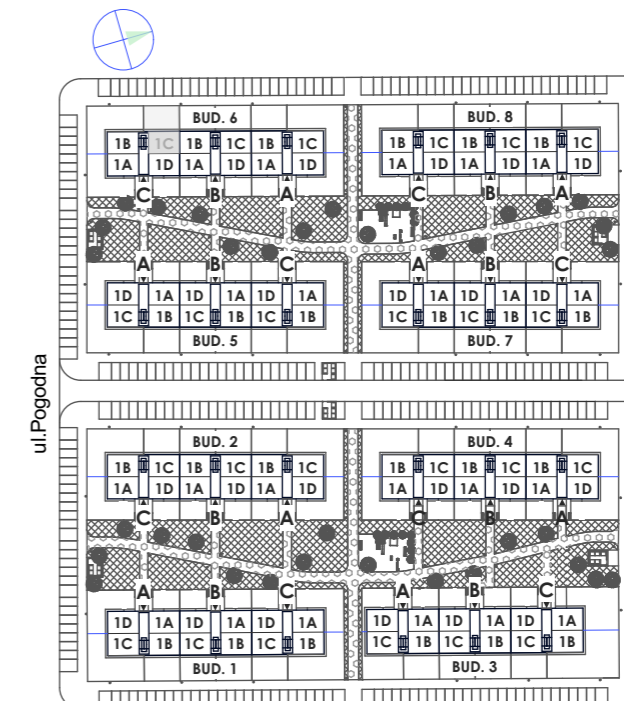 BUD. 6 BUD. 8
1B 1C 1B 1C 1B 1C 1B 1C 1B 1C 1B 1C
1A 1D 1A 1D 1A 1D 1A 1D 1A 1D 1A 1D
C B A C B A
A B C A B C
1D 1A 1D 1A 1D 1A 1D 1A 1D 1A 1D 1A
1C 1B 1C 1B 1C 1B 1C 1B 1C 1B 1C 1B
BUD. 5 BUD. 7
ul.Pogodna
BUD. 2 BUD. 4
1B 1C 1B 1C 1B 1C 1B 1C 1B 1C 1B 1C
1A 1D 1A 1D 1A 1D 1A 1D 1A 1D 1A 1D
C B A C B A
A B C A B C
1D 1A 1D 1A 1D 1A 1D 1A 1D 1A 1D 1A
1C 1B 1C 1B 1C 1B 1C 1B 1C 1B 1C 1B
BUD. 1 BUD. 3